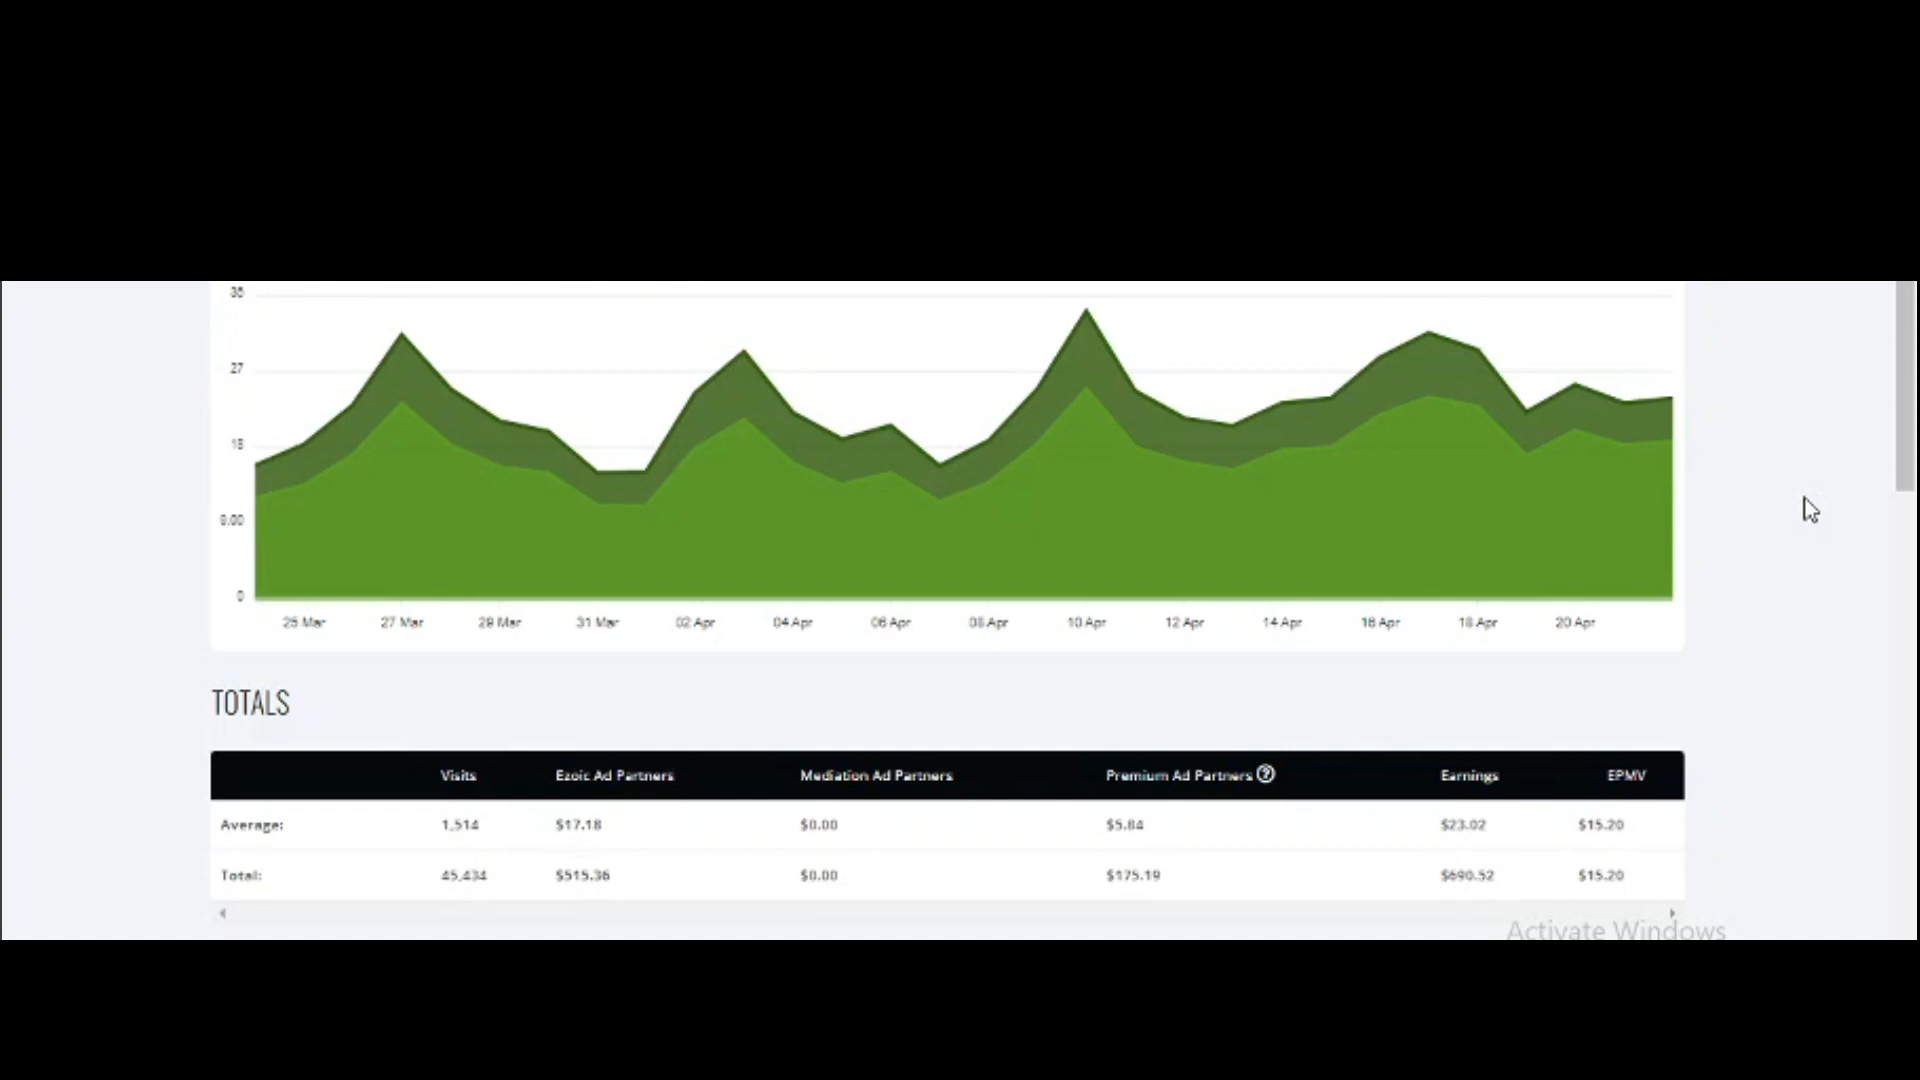 36
27
18
9.00
0
25 Mar 27 Mar 29 Mar 31 Mar 02 Apr 04 Apr 06 Apr 08 Apr 10 Apr 12 Apr 14 Apr 16 Apr 18 Apr 20 Apr
TOTALS
Visits Ezoic Ad Partners Mediation Ad Partners Premium Ad Partners ? Earnings EPMV
Average: 1,514 $17.18 $0.00 $5.84 $23.02 $15.20
Total: 45,434 $515.36 $0.00 $175.19 $690.52 $15.20
Activate Windows